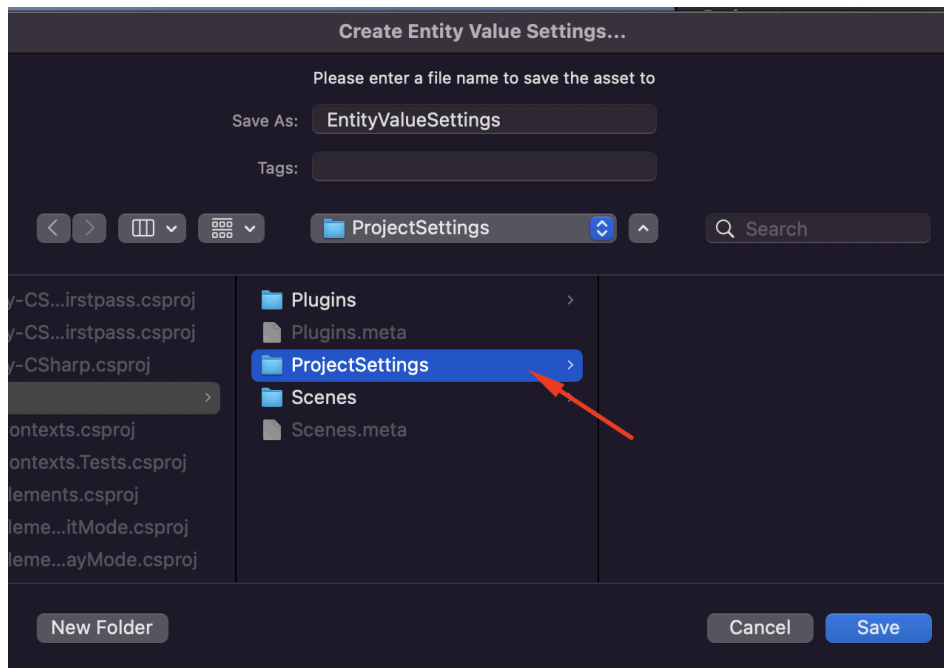 Create Entity Value Settings...
Please enter a file name to save the asset to
Save As: EntityValueSettings
Tags:
ProjectSettings
Search
y-CS...irstpass.csproj
y-CS...irstpass.csproj
y-CSharp.csproj
ontexts.csproj
ontexts.Tests.csproj
lements.csproj
leme...itMode.csproj
leme...ayMode.csproj
Plugins
Plugins.meta
ProjectSettings
Scenes
Scenes.meta
New Folder
Cancel
Save